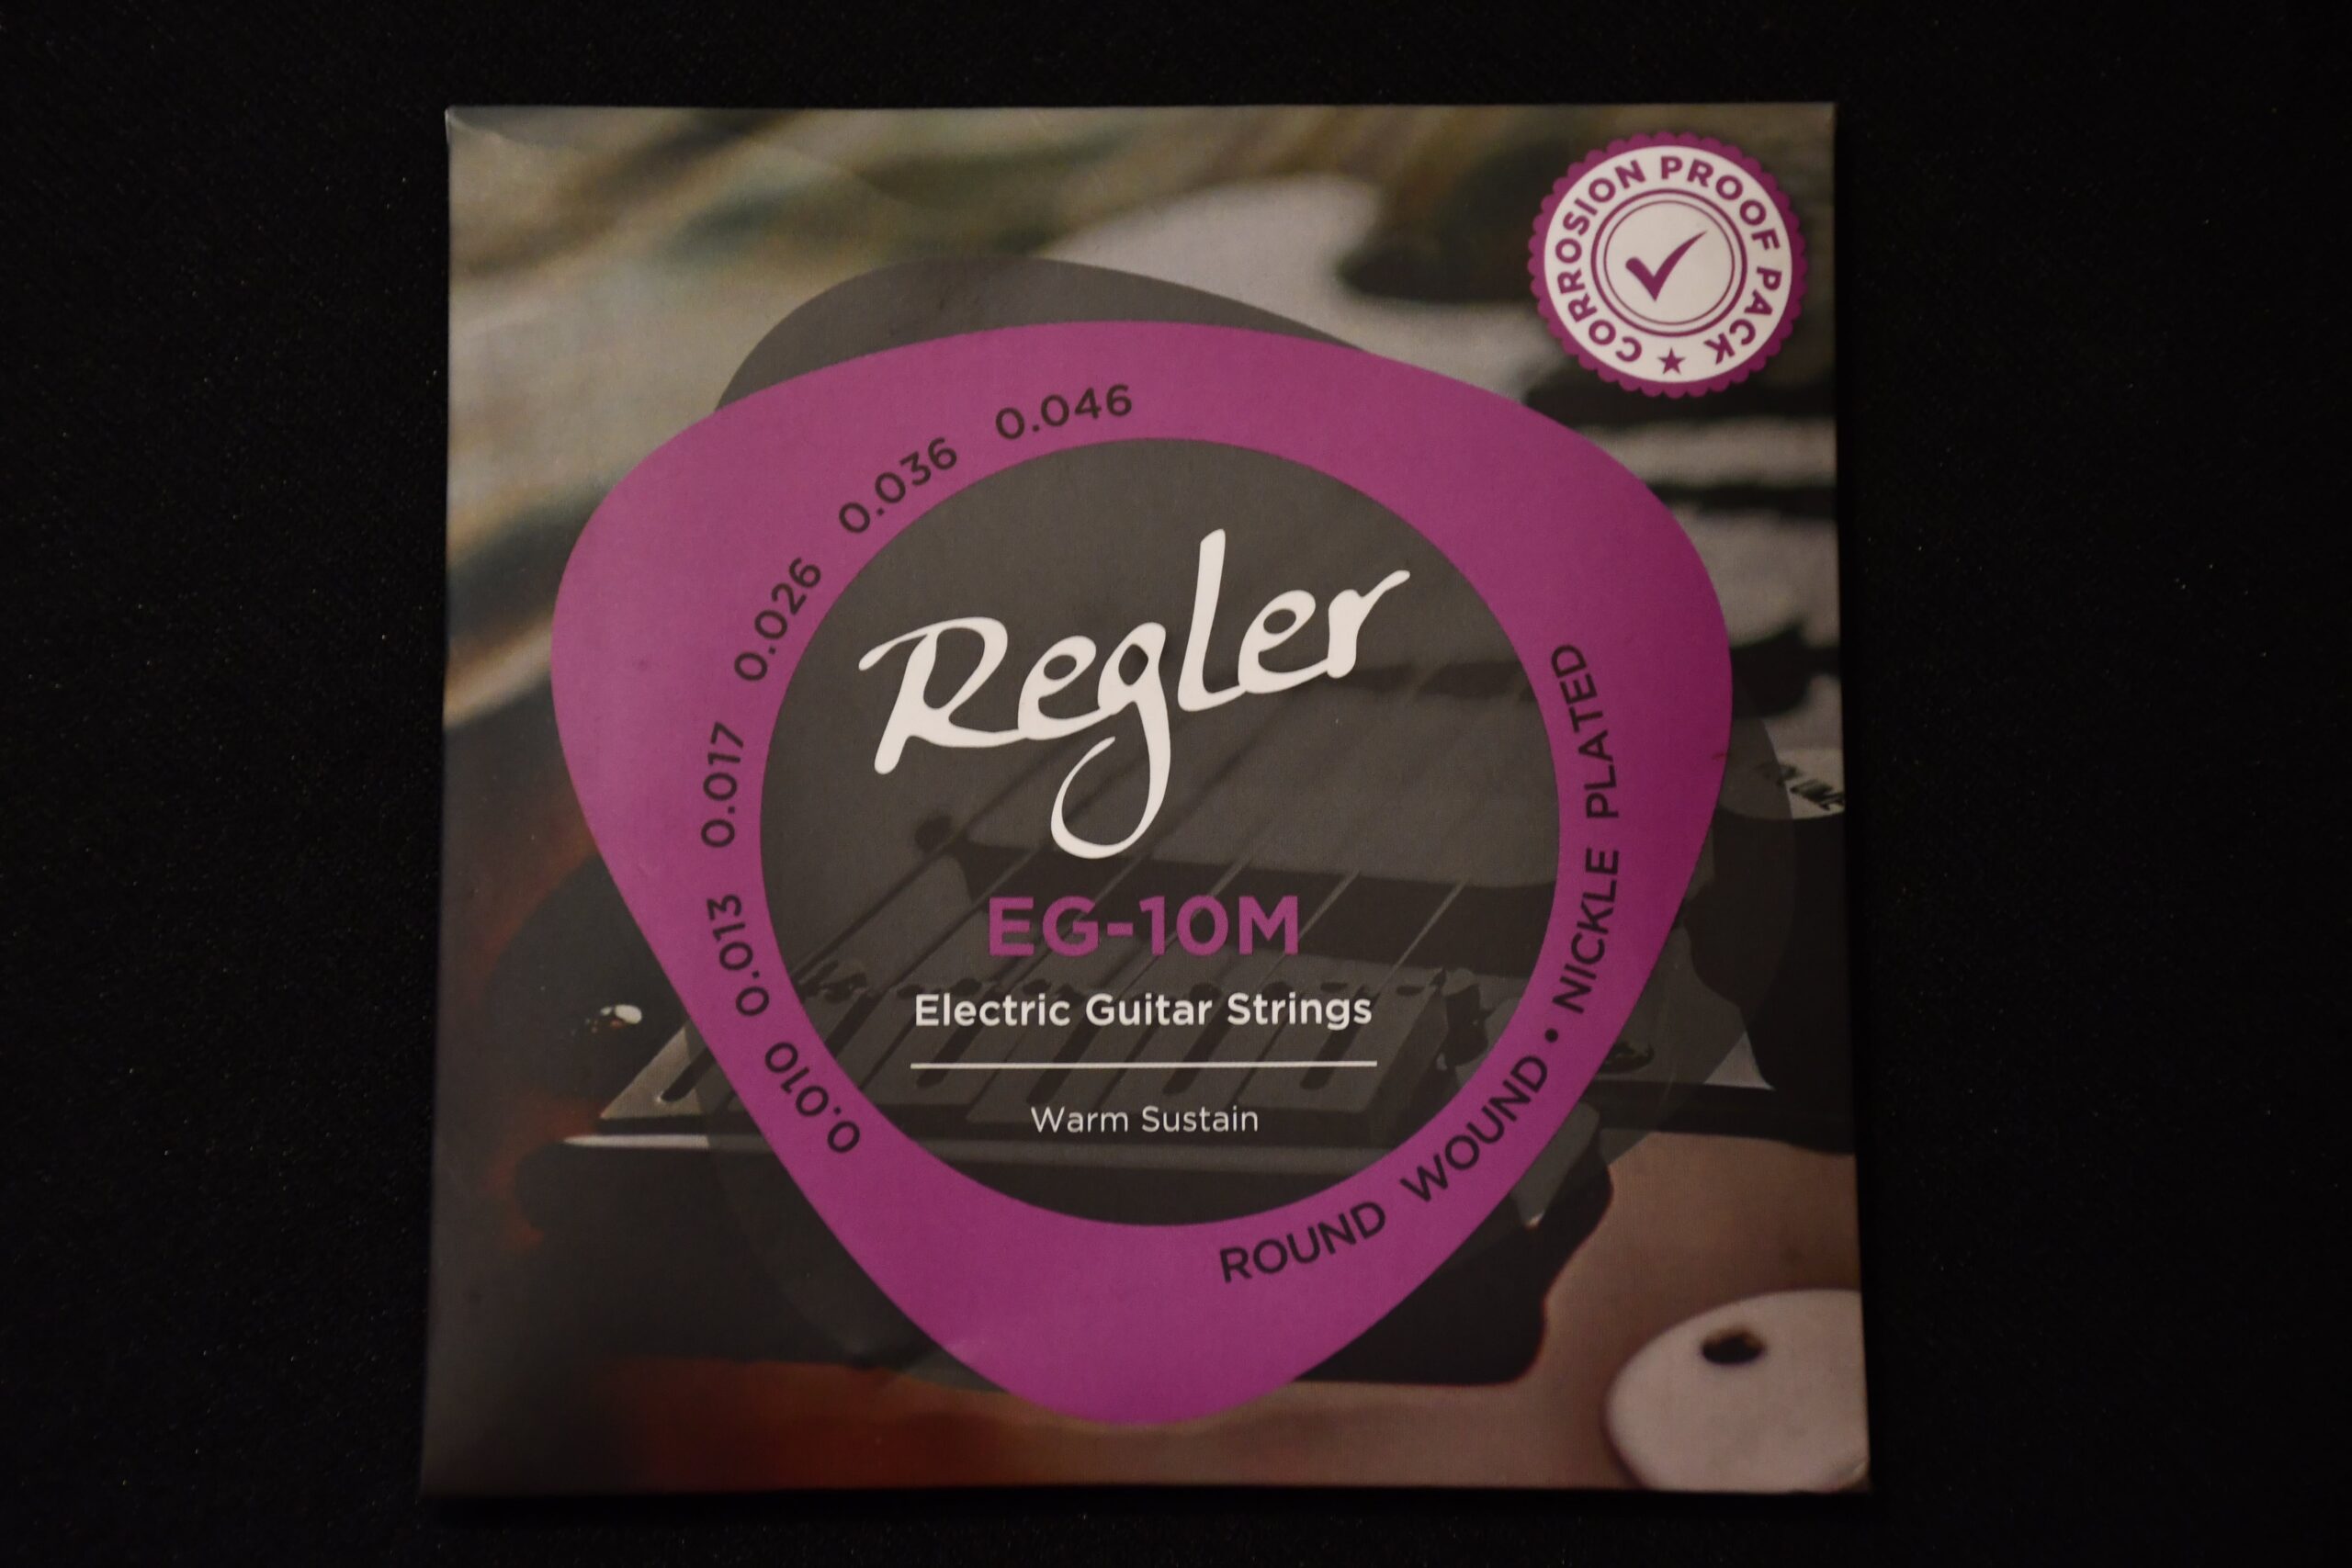 CORROSION PROOF PACK
0.010 0.013 0.017 0.026 0.036 0.046
Regler
EG-10M
Electric Guitar Strings
Warm Sustain
ROUND WOUND • NICKLE PLATED